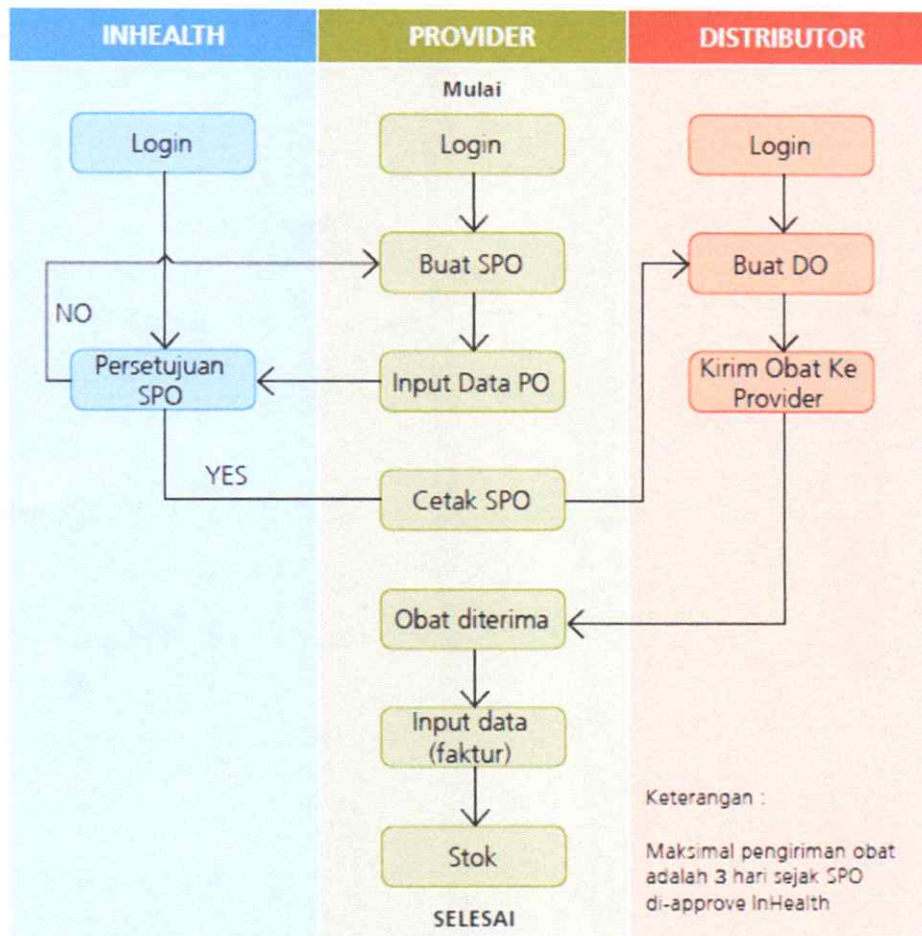 INHEALTH
PROVIDER
DISTRIBUTOR
Mulai
Login
Login
Login
Buat SPO
Buat DO
NO
Persetujuan
SPO
Input Data PO
Kirim Obat Ke
Provider
YES
Cetak SPO
Obat diterima
Input data
(faktur)
Keterangan :
Stok
Maksimal pengiriman obat
adalah 3 hari sejak SPO
di-approve InHealth
SELESAI